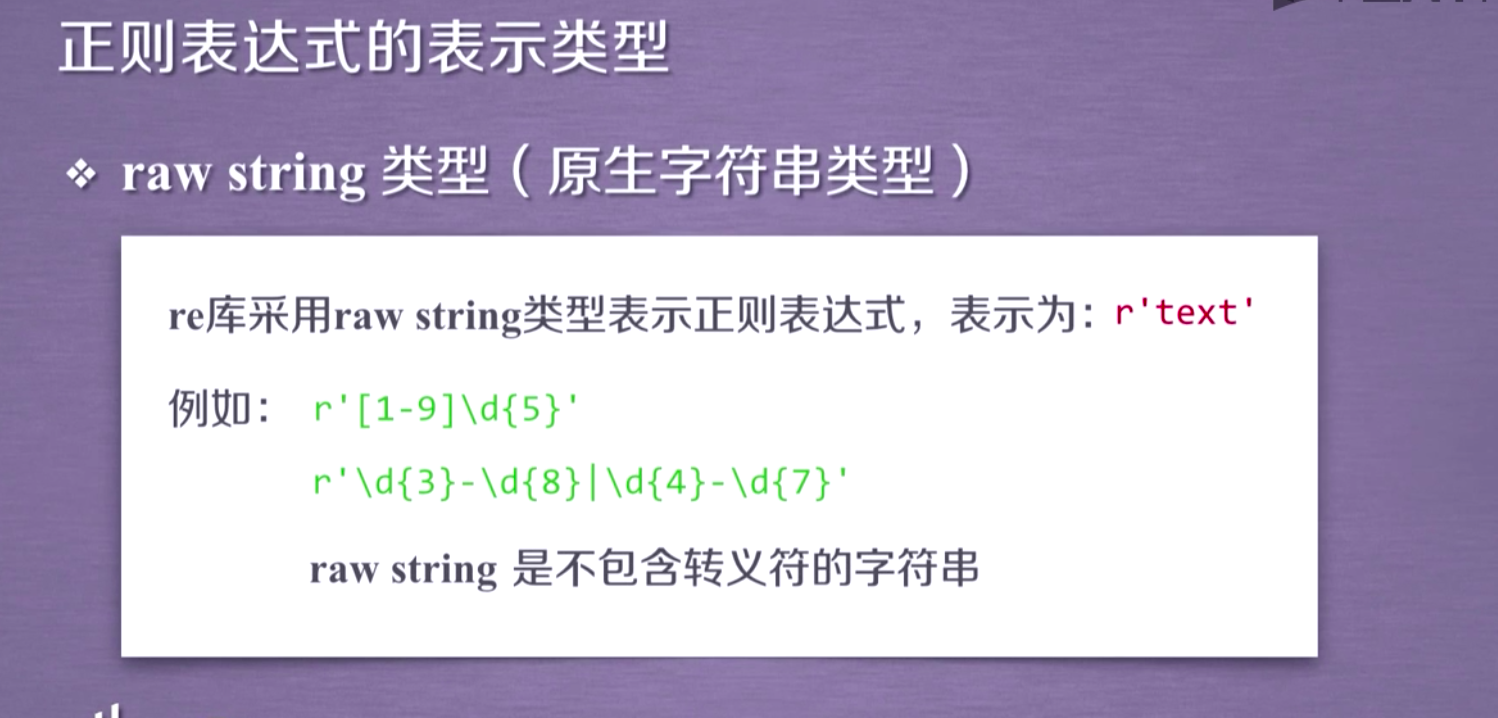 正则表达式的表示类型
❖ raw string 类型（原生字符串类型）
re库采用raw string类型表示正则表达式，表示为：r'text'
例如： r'[1-9]\d{5}'
r'\d{3}-\d{8}|\d{4}-\d{7}'
raw string 是不包含转义符的字符串